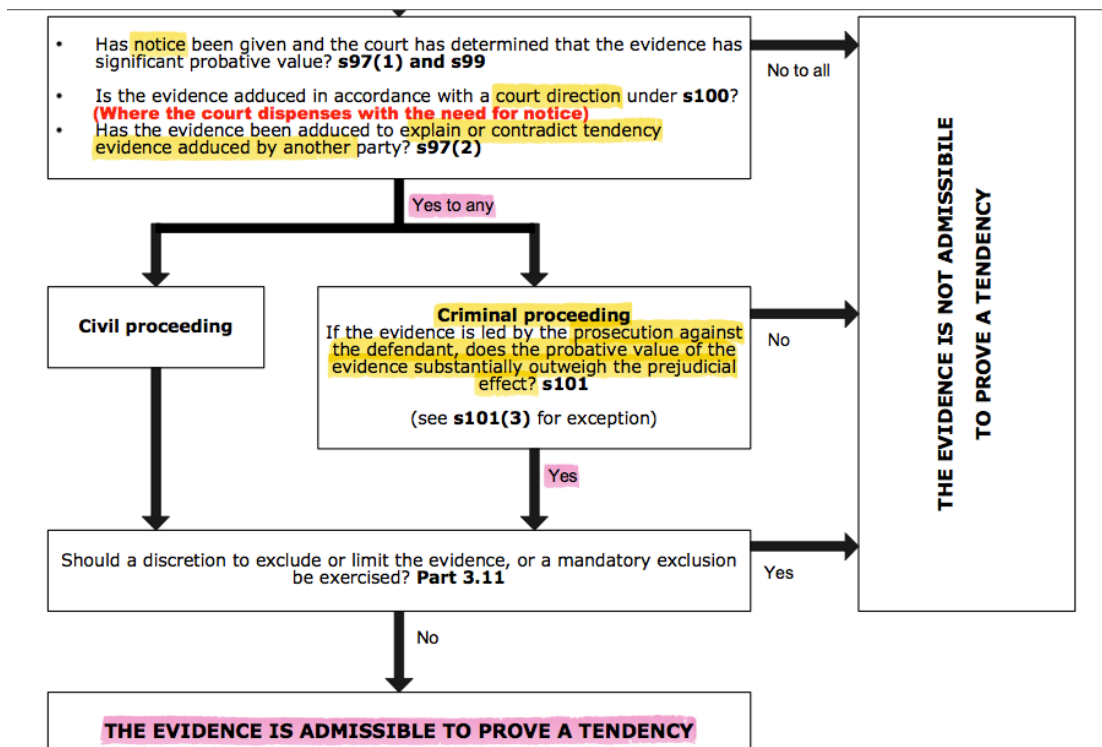 • Has notice been given and the court has determined that the evidence has
significant probative value? s97(1) and s99
No to all
• Is the evidence adduced in accordance with a court direction under s100?
(Where the court dispenses with the need for notice)
• Has the evidence been adduced to explain or contradict tendency
evidence adduced by another party? s97(2)
Yes to any
Civil proceeding
Criminal proceeding
If the evidence is led by the prosecution against
the defendant, does the probative value of the
evidence substantially outweigh the prejudicial
effect? s101
(see s101(3) for exception)
No
Yes
Should a discretion to exclude or limit the evidence, or a mandatory exclusion
be exercised? Part 3.11
Yes
No
THE EVIDENCE IS ADMISSIBLE TO PROVE A TENDENCY
THE EVIDENCE IS NOT ADMISSIBILE
TO PROVE A TENDENCY